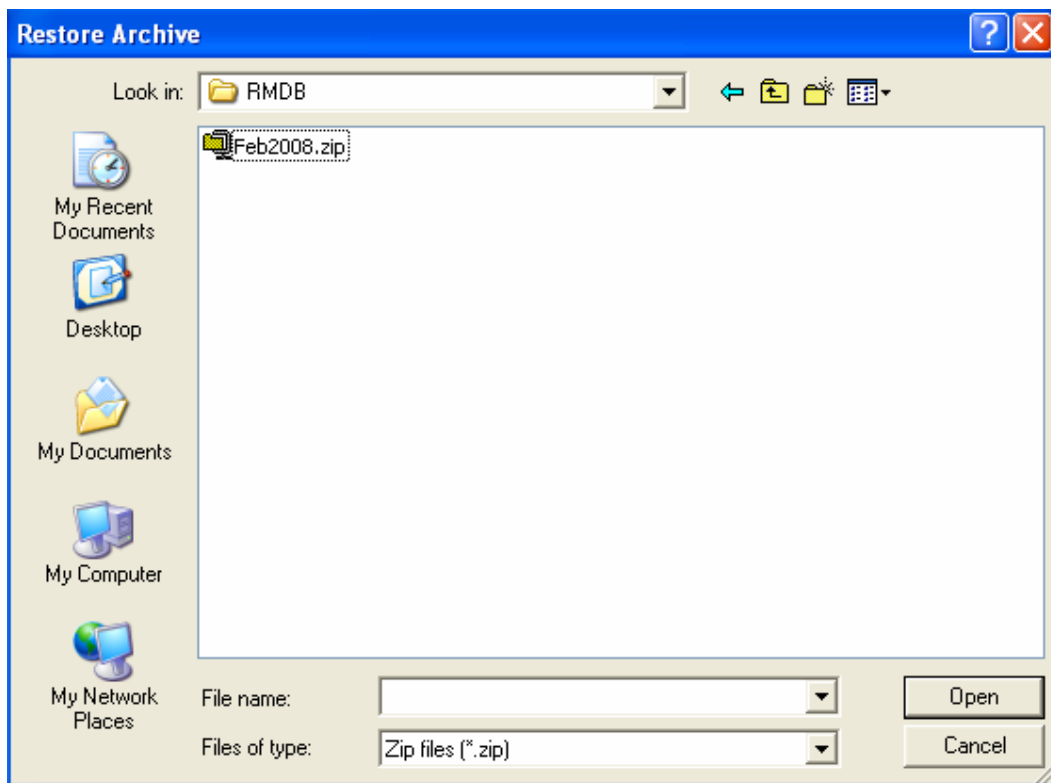 Restore Archive
Look in:
RMDB
Feb2008.zip
My Recent
Documents
Desktop
My Documents
My Computer
My Network
Places
File name:
Open
Files of type:
Zip files (*.zip)
Cancel